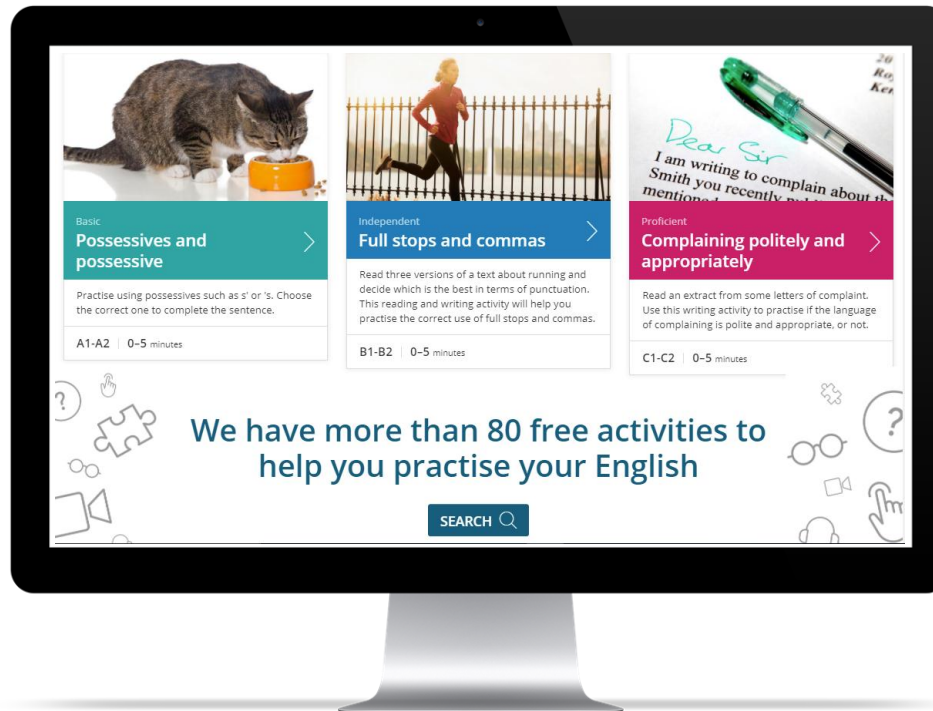 20
Ro
Ken
Dear Sir
I am writing to complain about th
Smith you recently
mentioned
Basic
Possessives and
possessive
Practise using possessives such as s' or 's. Choose
the correct one to complete the sentence.
A1-A2 | 0–5 minutes
Independent
Full stops and commas
Read three versions of a text about running and
decide which is the best in terms of punctuation.
This reading and writing activity will help you
practise the correct use of full stops and commas.
B1-B2 | 0–5 minutes
Proficient
Complaining politely and
appropriately
Read an extract from some letters of complaint.
Use this writing activity to practise if the language
of complaining is polite and appropriate, or not.
C1-C2 | 0–5 minutes
We have more than 80 free activities to
help you practise your English
SEARCH